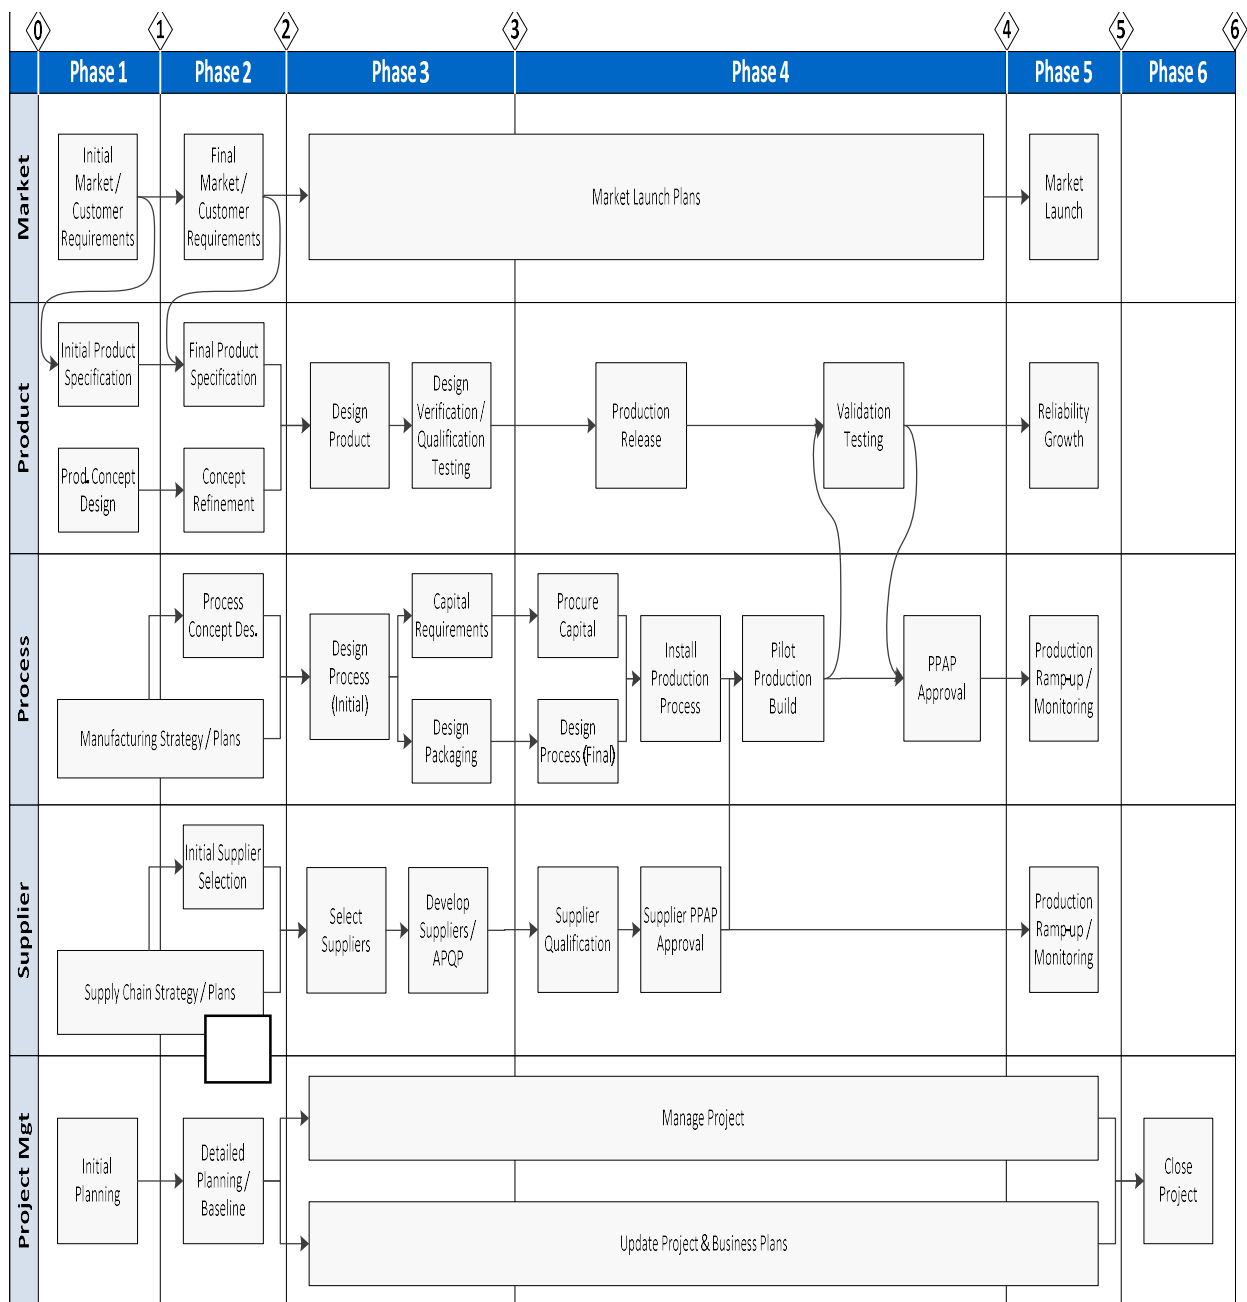 0 1 2 3 4 5 6
Phase 1 Phase 2 Phase 3 Phase 4 Phase 5 Phase 6
Market
Initial
Market /
Customer
Requirements
Final
Market /
Customer
Requirements
Market Launch Plans
Market
Launch
Product
Initial Product
Specification
Final Product
Specification
Prod. Concept
Design
Concept
Refinement
Design
Product
Design
Verification /
Qualification
Testing
Production
Release
Validation
Testing
Reliability
Growth
Process
Process
Concept Des.
Manufacturing Strategy / Plans
Design
Process
(Initial)
Capital
Requirements
Design
Packaging
Procure
Capital
Design
Process (Final)
Install
Production
Process
Pilot
Production
Build
PPAP
Approval
Production
Ramp-up /
Monitoring
Supplier
Initial Supplier
Selection
Supply Chain Strategy / Plans
Select
Suppliers
Develop
Suppliers /
APQP
Supplier
Qualification
Supplier PPAP
Approval
Production
Ramp-up /
Monitoring
Project Mgt
Initial
Planning
Detailed
Planning /
Baseline
Manage Project
Update Project & Business Plans
Close
Project